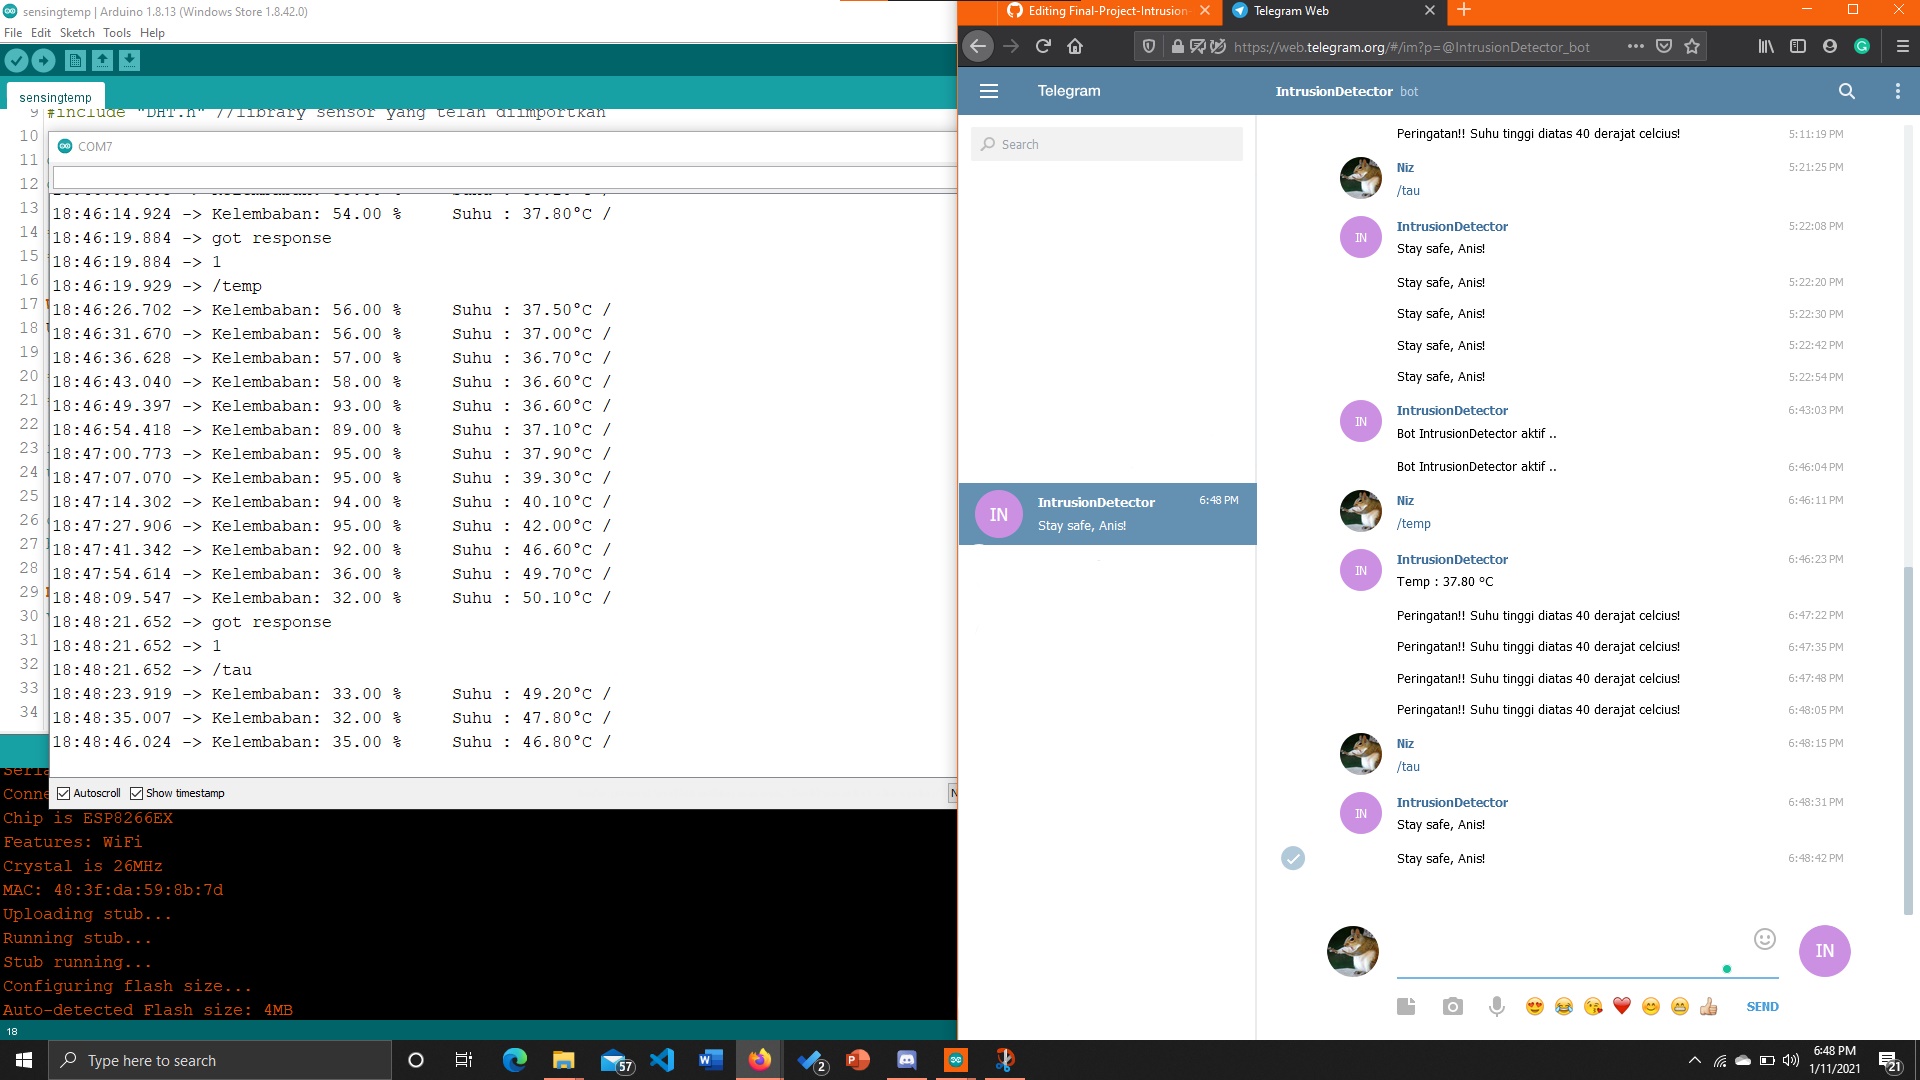 sensingtemp | Arduino 1.8.13 (Windows Store 1.8.42.0)
File Edit Sketch Tools Help
sensingtemp
9 #include "DHT.h" //library sensor yang telah diimportkan
10
11
12
13
14
15
16
17
18
19
20
21
22
23
24
25
26
27
28
29
30
31
32
33
34
COM7
18:46:14.924 -> Kelembaban: 54.00 % Suhu : 37.80°C /
18:46:19.884 -> got response
18:46:19.884 -> 1
18:46:19.929 -> /temp
18:46:26.702 -> Kelembaban: 56.00 % Suhu : 37.50°C /
18:46:31.670 -> Kelembaban: 56.00 % Suhu : 37.00°C /
18:46:36.628 -> Kelembaban: 57.00 % Suhu : 36.70°C /
18:46:43.040 -> Kelembaban: 58.00 % Suhu : 36.60°C /
18:46:49.397 -> Kelembaban: 93.00 % Suhu : 36.60°C /
18:46:54.418 -> Kelembaban: 89.00 % Suhu : 37.10°C /
18:47:00.773 -> Kelembaban: 95.00 % Suhu : 37.90°C /
18:47:07.070 -> Kelembaban: 95.00 % Suhu : 39.30°C /
18:47:14.302 -> Kelembaban: 94.00 % Suhu : 40.10°C /
18:47:27.906 -> Kelembaban: 95.00 % Suhu : 42.00°C /
18:47:41.342 -> Kelembaban: 92.00 % Suhu : 46.60°C /
18:47:54.614 -> Kelembaban: 36.00 % Suhu : 49.70°C /
18:48:09.547 -> Kelembaban: 32.00 % Suhu : 50.10°C /
18:48:21.652 -> got response
18:48:21.652 -> 1
18:48:21.652 -> /tau
18:48:23.919 -> Kelembaban: 33.00 % Suhu : 49.20°C /
18:48:35.007 -> Kelembaban: 32.00 % Suhu : 47.80°C /
18:48:46.024 -> Kelembaban: 35.00 % Suhu : 46.80°C /
Autoscroll Show timestamp
Chip is ESP8266EX
Features: WiFi
Crystal is 26MHz
MAC: 48:3f:da:59:8b:7d
Uploading stub...
Running stub...
Stub running...
Configuring flash size...
Auto-detected Flash size: 4MB
18
Editing Final-Project-Intrusion-
Telegram Web
https://web.telegram.org/#/im?p=@IntrusionDetector_bot
Telegram
IntrusionDetector bot
Search
IntrusionDetector 6:48 PM
IN
Stay safe, Anis!
Peringatan!! Suhu tinggi diatas 40 derajat celcius! 5:11:19 PM
Niz 5:21:25 PM
/tau
IN
IntrusionDetector 5:22:08 PM
Stay safe, Anis!
Stay safe, Anis! 5:22:20 PM
Stay safe, Anis! 5:22:30 PM
Stay safe, Anis! 5:22:42 PM
Stay safe, Anis! 5:22:54 PM
IN
IntrusionDetector 6:43:03 PM
Bot IntrusionDetector aktif ..
Bot IntrusionDetector aktif .. 6:46:04 PM
Niz 6:46:11 PM
/temp
IN
IntrusionDetector 6:46:23 PM
Temp : 37.80 ºC
Peringatan!! Suhu tinggi diatas 40 derajat celcius! 6:47:22 PM
Peringatan!! Suhu tinggi diatas 40 derajat celcius! 6:47:35 PM
Peringatan!! Suhu tinggi diatas 40 derajat celcius! 6:47:48 PM
Peringatan!! Suhu tinggi diatas 40 derajat celcius! 6:48:05 PM
Niz 6:48:15 PM
/tau
IN
IntrusionDetector 6:48:31 PM
Stay safe, Anis!
Stay safe, Anis! 6:48:42 PM
IN
SEND
Type here to search
57
2
6:48 PM
1/11/2021
21